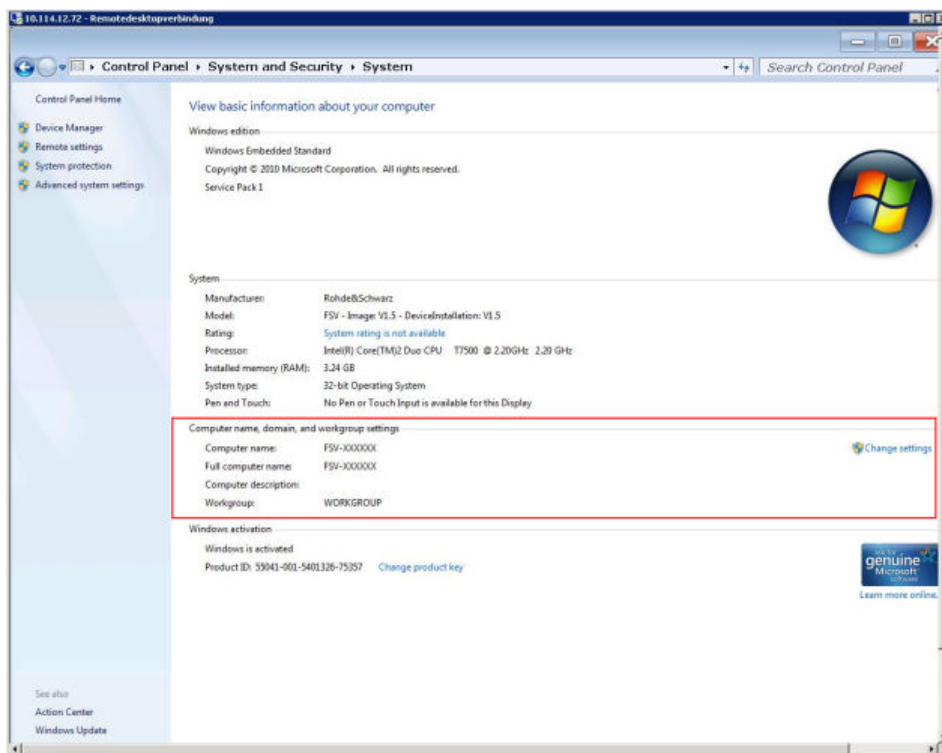 10.114.12.72 - Remotedesktopverbindung
Control Panel ▸ System and Security ▸ System
Search Control Panel
Control Panel Home
Device Manager
Remote settings
System protection
Advanced system settings
View basic information about your computer
Windows edition
Windows Embedded Standard
Copyright © 2010 Microsoft Corporation. All rights reserved.
Service Pack 1
System
Manufacturer: Rohde&Schwarz
Model: FSV - Image: V1.5 - DeviceInstallation: V1.5
Rating: System rating is not available
Processor: Intel(R) Core(TM)2 Duo CPU T7500 @ 2.20GHz 2.20 GHz
Installed memory (RAM): 3.24 GB
System type: 32-bit Operating System
Pen and Touch: No Pen or Touch Input is available for this Display
Computer name, domain, and workgroup settings
Computer name: FSV-XXXXXX
Change settings
Full computer name: FSV-XXXXXX
Computer description:
Workgroup: WORKGROUP
Windows activation
Windows is activated
Product ID: 55041-001-5401326-75357 Change product key
genuine
Microsoft
Learn more online.
See also
Action Center
Windows Update